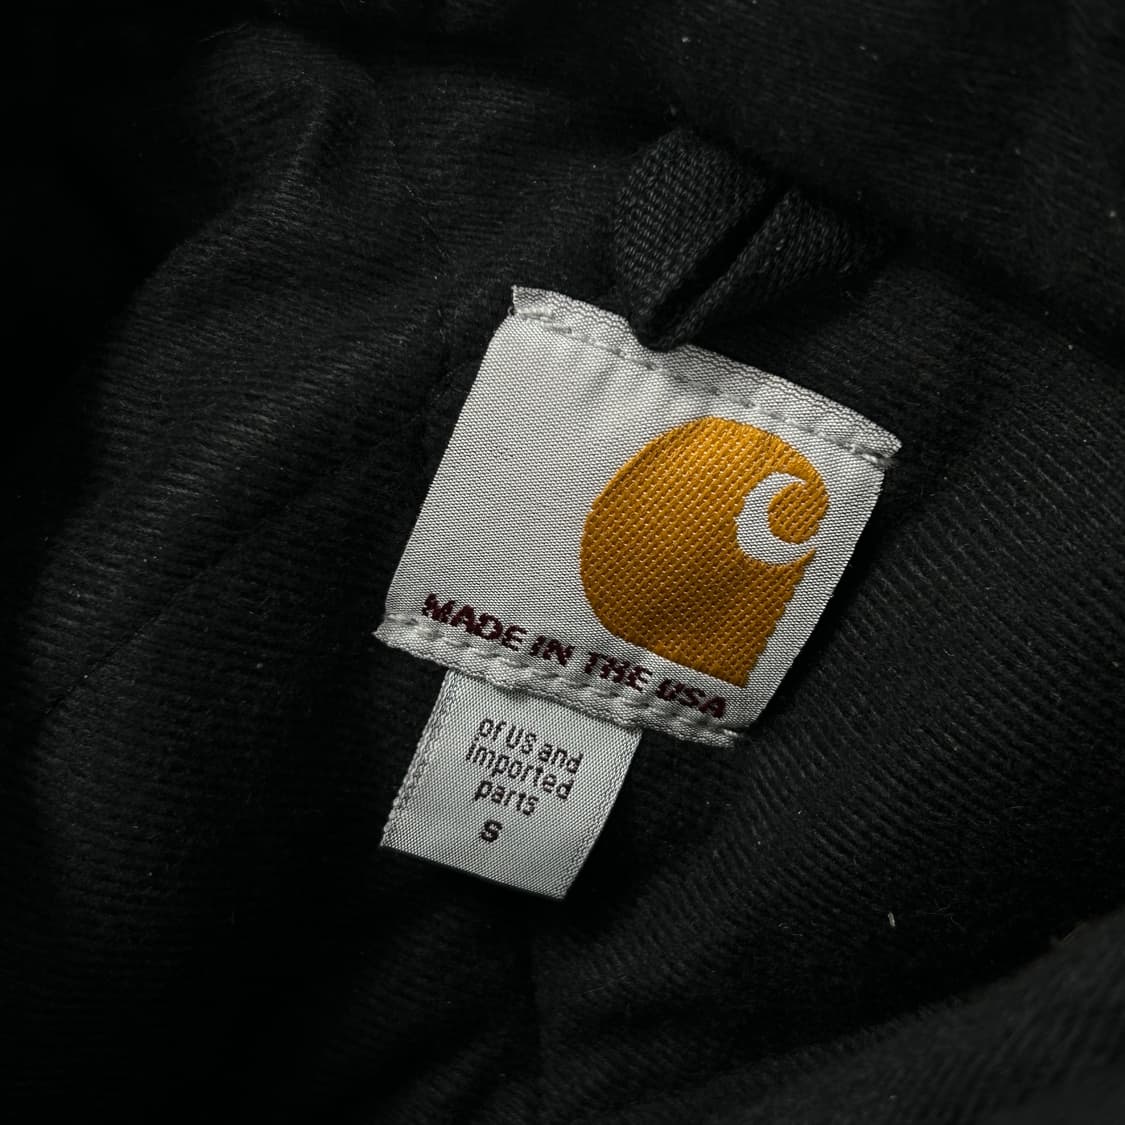 MADE IN THE USA
of US and
imported
parts
S